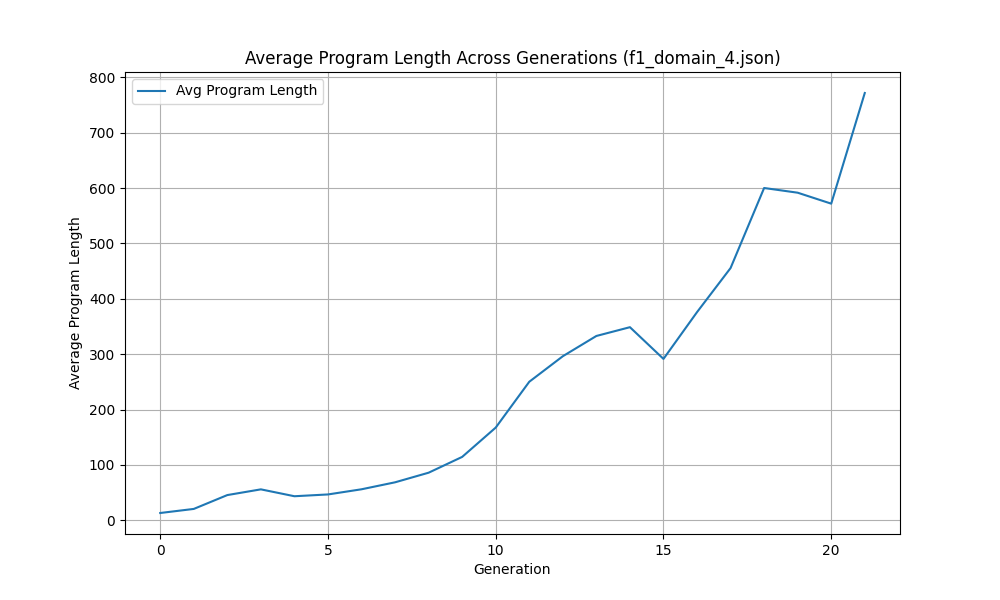 Average Program Length Across Generations (f1_domain_4.json)
Avg Program Length
800
700
600
500
400
300
200
100
0
Average Program Length
0 5 10 15 20
Generation